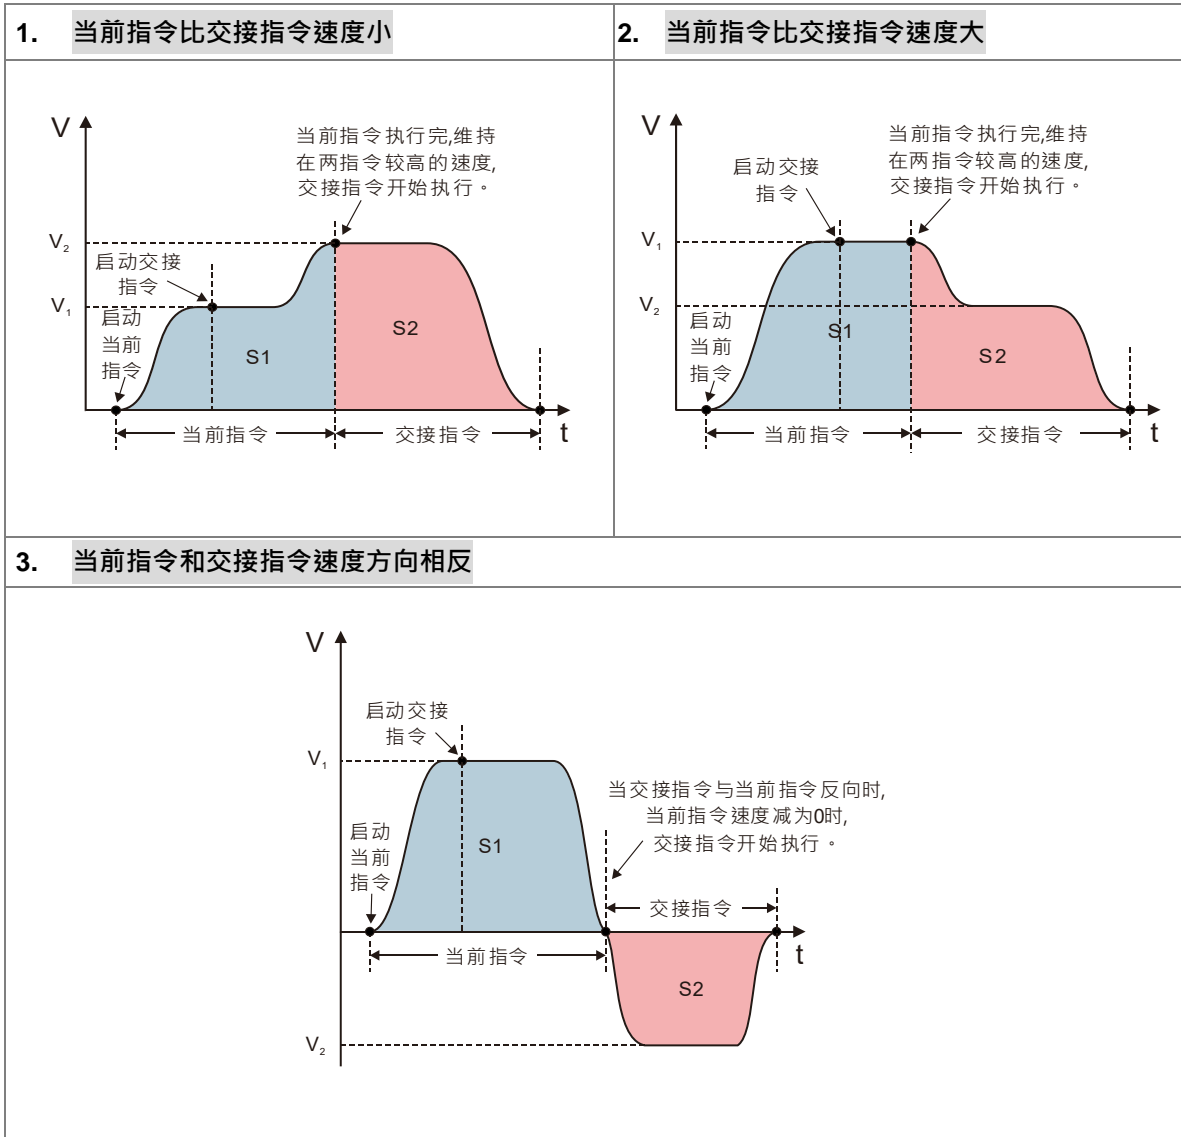 1. 当前指令比交接指令速度小
2. 当前指令比交接指令速度大
V
当前指令执行完,维持
在两指令较高的速度,
交接指令开始执行。
V₂
启动交接
指令
V₁
启动
当前
指令
S1
S2
当前指令
交接指令
t
V
当前指令执行完,维持
在两指令较高的速度,
交接指令开始执行。
启动交接
指令
V₁
V₂
启动
当前
指令
S1
S2
当前指令
交接指令
t
3. 当前指令和交接指令速度方向相反
V
启动交接
指令
V₁
当交接指令与当前指令反向时,
当前指令速度减为0时,
交接指令开始执行。
启动
当前
指令
S1
交接指令
当前指令
t
S2
V₂